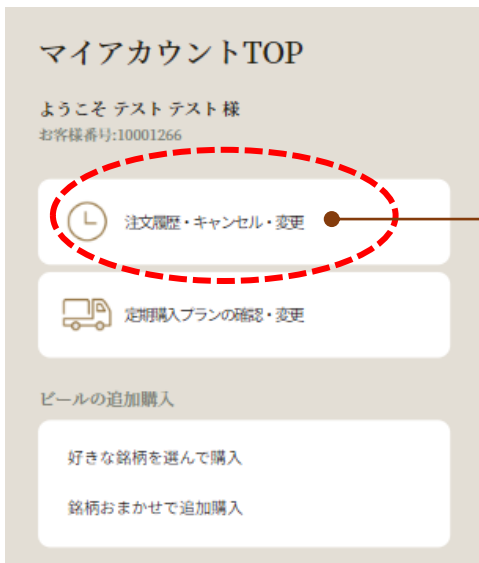 マイアカウントTOP
ようこそ テスト テスト 様
お客様番号:10001266
注文履歴・キャンセル・変更
定期購入プランの確認・変更
ビールの追加購入
好きな銘柄を選んで購入
銘柄おまかせで追加購入